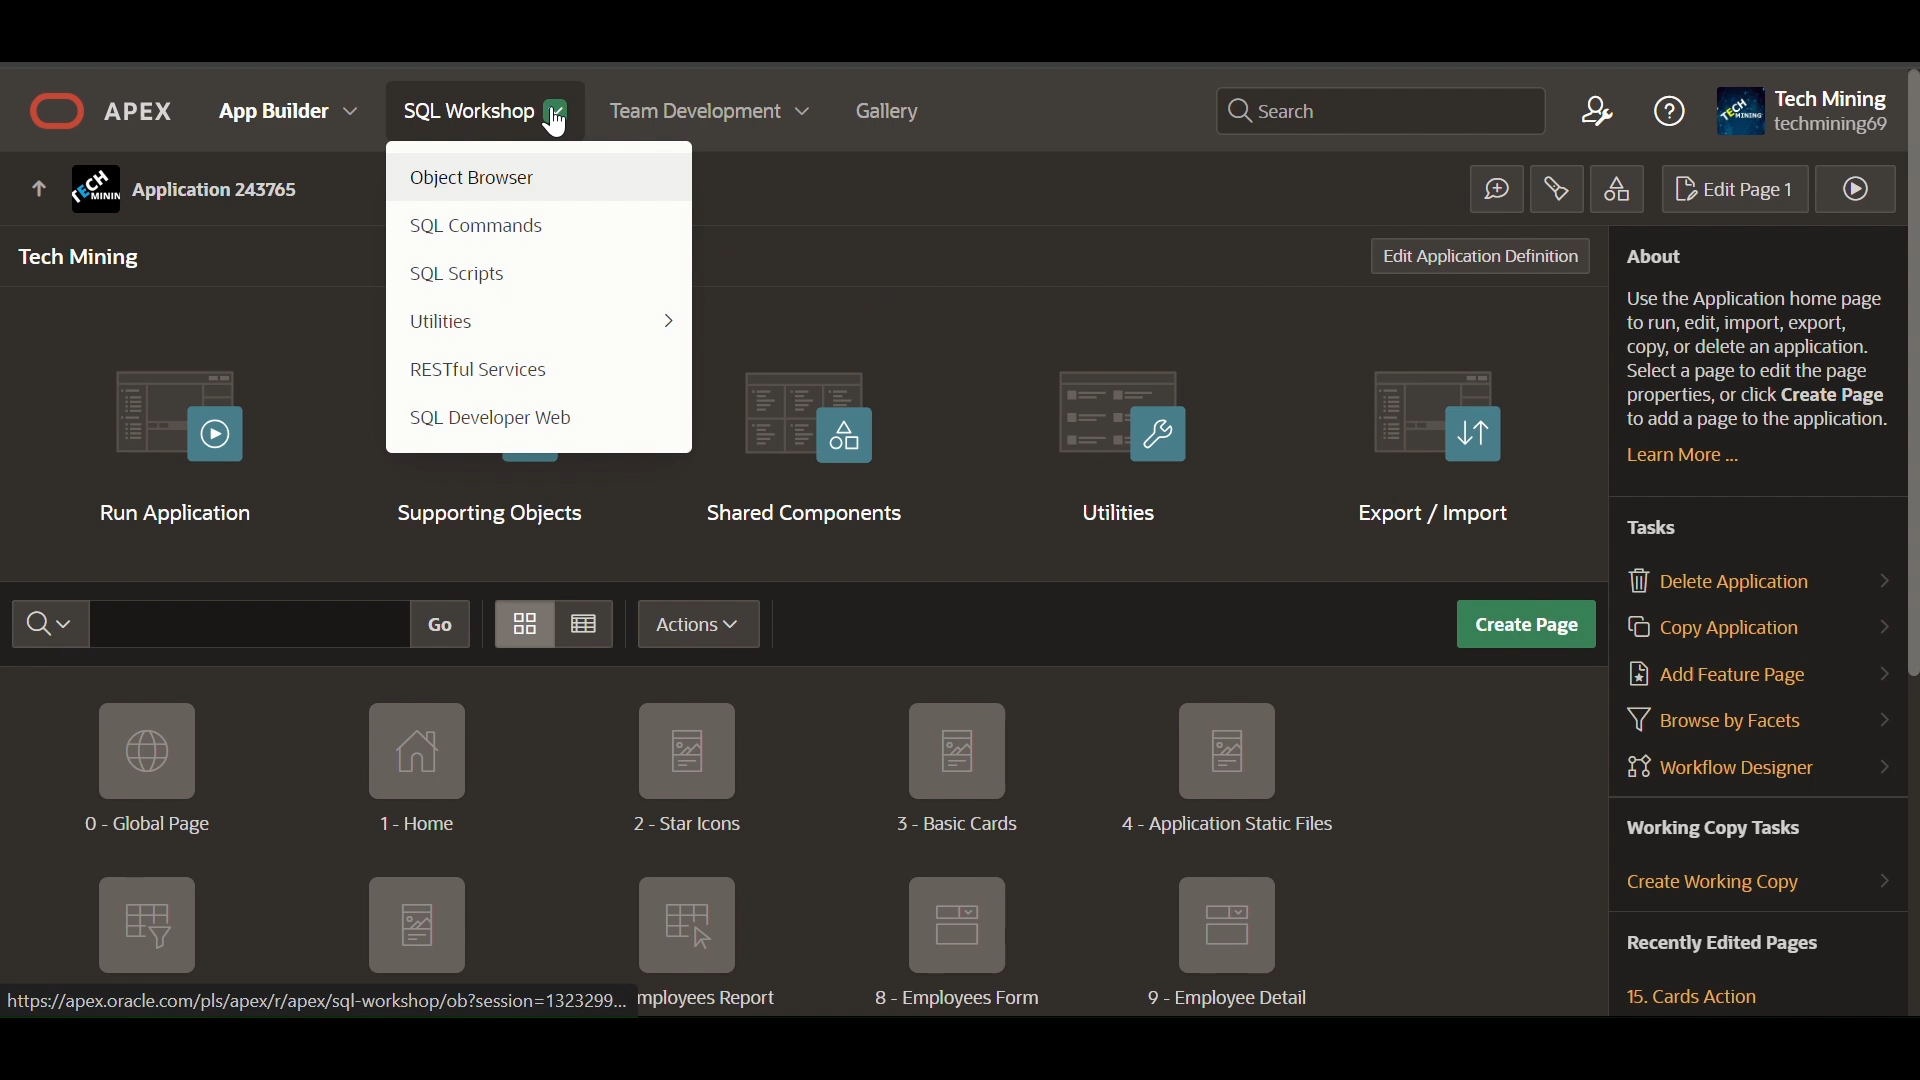 APEX
App Builder
SQL Workshop
Team Development
Gallery
Search
Tech Mining
techmining69
TECH
MINING
Application 243765
Edit Page 1
Object Browser
SQL Commands
SQL Scripts
Utilities
RESTful Services
SQL Developer Web
Tech Mining
Edit Application Definition
Run Application
Supporting Objects
Shared Components
Utilities
Export / Import
Go
Actions
Create Page
0 - Global Page
1 - Home
2 - Star Icons
3 - Basic Cards
4 - Application Static Files
mployees Report
8 - Employees Form
9 - Employee Detail
https://apex.oracle.com/pls/apex/r/apex/sql-workshop/ob?session=1323299...
About
Use the Application home page
to run, edit, import, export,
copy, or delete an application.
Select a page to edit the page
properties, or click Create Page
to add a page to the application.
Learn More ...
Tasks
Delete Application
Copy Application
Add Feature Page
Browse by Facets
Workflow Designer
Working Copy Tasks
Create Working Copy
Recently Edited Pages
15. Cards Action